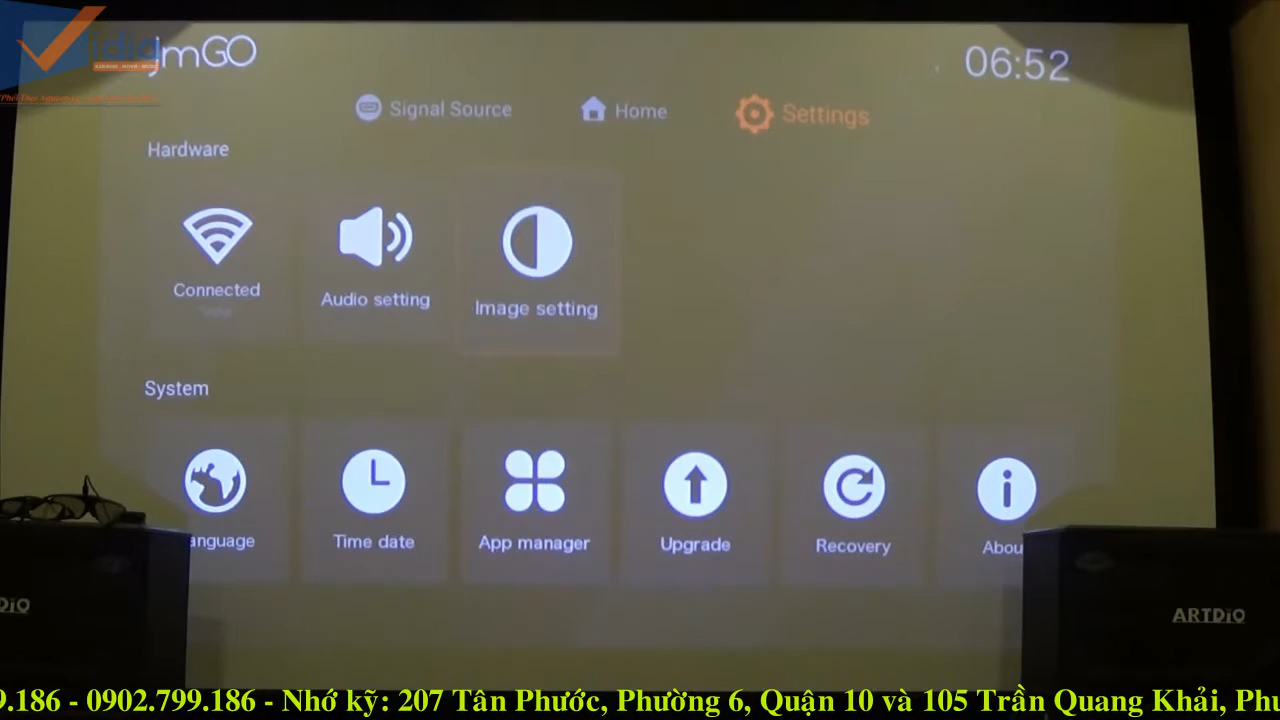 jmGO
06:52
Signal Source
Home
Settings
Hardware
Connected
Audio setting
Image setting
System
anguage
Time date
App manager
Upgrade
Recovery
Abou
DiO
ARTDiO
9.186 - 0902.799.186 - Nhớ kỹ: 207 Tân Phước, Phường 6, Quận 10 và 105 Trần Quang Khải, Phư